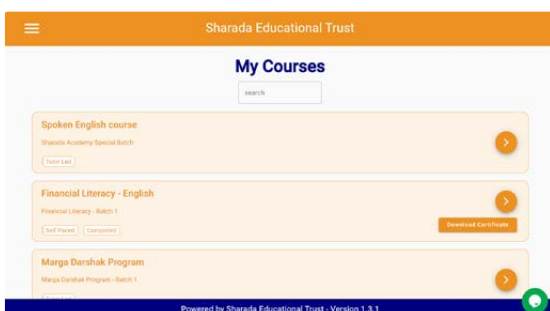 Sharada Educational Trust
My Courses
search
Spoken English course
Sharada Academy Special Batch
Tutor Led
Financial Literacy - English
Financial Literacy - Batch 1
Self Paced Completed
Download Certificate
Marga Darshak Program
Marga Darshak Program - Batch 1
Powered by Sharada Educational Trust - Version 1.3.1